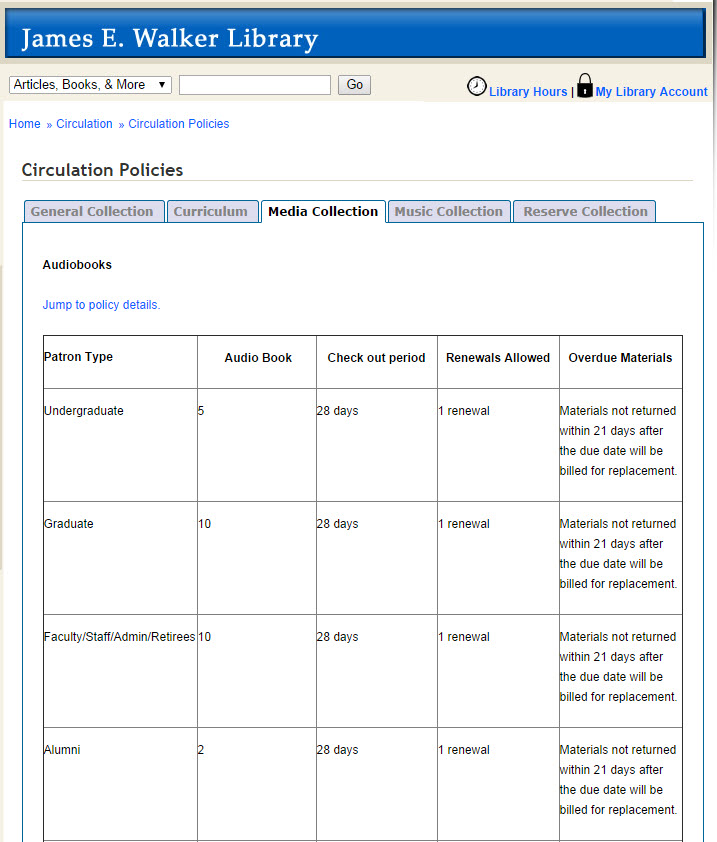 James E. Walker Library
Articles, Books, & More ▼ Go Library Hours | My Library Account
Home » Circulation » Circulation Policies
Circulation Policies
General Collection Curriculum Media Collection Music Collection Reserve Collection
Audiobooks
Jump to policy details.
Patron Type Audio Book Check out period Renewals Allowed Overdue Materials
Undergraduate 5 28 days 1 renewal Materials not returned
within 21 days after
the due date will be
billed for replacement.
Graduate 10 28 days 1 renewal Materials not returned
within 21 days after
the due date will be
billed for replacement.
Faculty/Staff/Admin/Retirees 10 28 days 1 renewal Materials not returned
within 21 days after
the due date will be
billed for replacement.
Alumni 2 28 days 1 renewal Materials not returned
within 21 days after
the due date will be
billed for replacement.